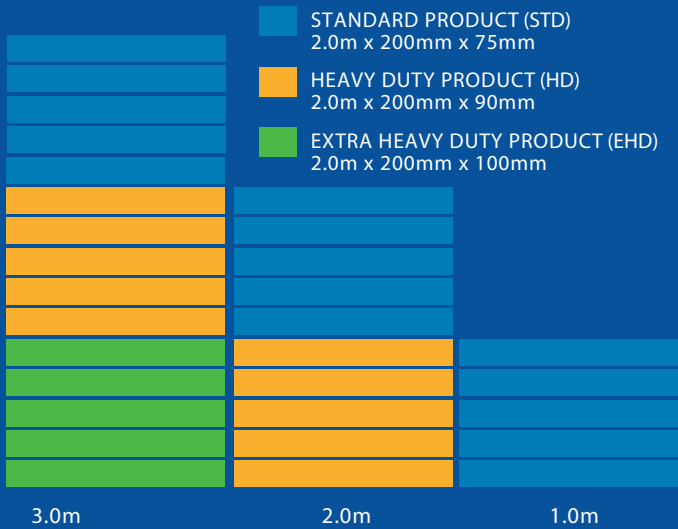 STANDARD PRODUCT (STD)
2.0m x 200mm x 75mm
HEAVY DUTY PRODUCT (HD)
2.0m x 200mm x 90mm
EXTRA HEAVY DUTY PRODUCT (EHD)
2.0m x 200mm x 100mm
3.0m
2.0m
1.0m